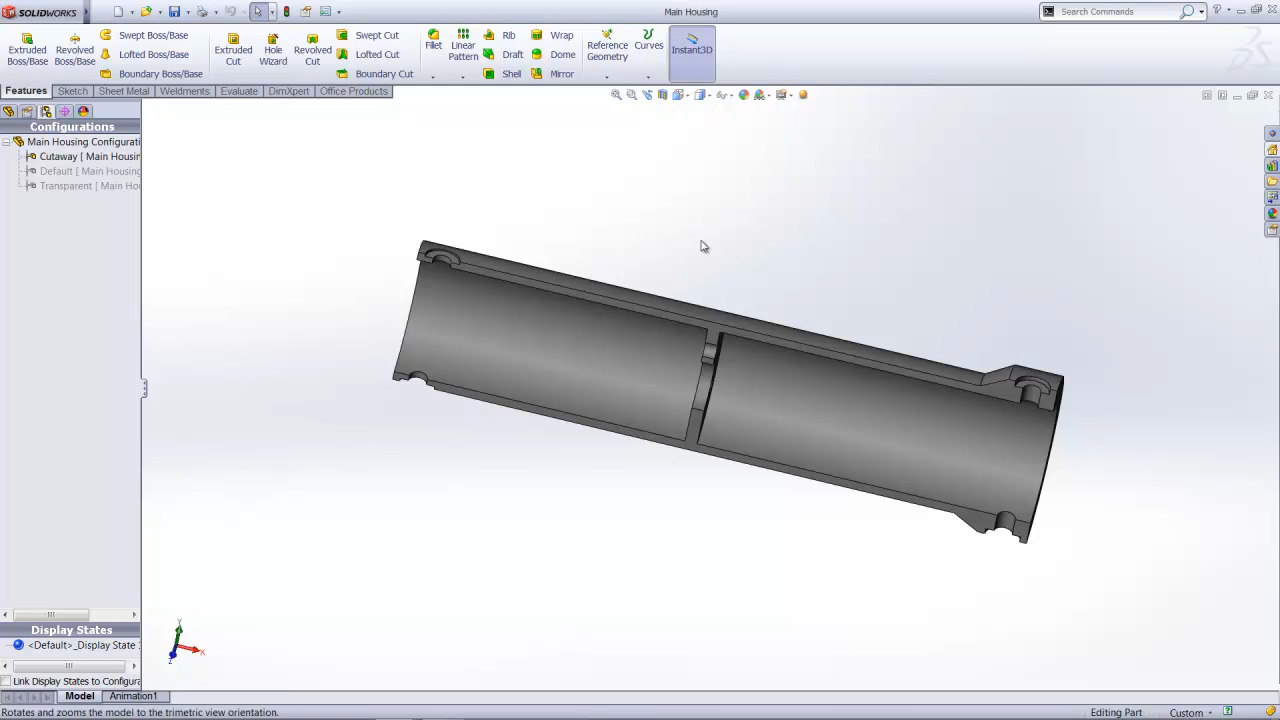 SOLIDWORKS
Main Housing
Search Commands
Extruded Boss/Base
Revolved Boss/Base
Swept Boss/Base
Lofted Boss/Base
Boundary Boss/Base
Extruded Cut
Hole Wizard
Revolved Cut
Swept Cut
Lofted Cut
Boundary Cut
Fillet
Linear Pattern
Rib
Draft
Shell
Wrap
Dome
Mirror
Reference Geometry
Curves
Instant3D
Features
Sketch
Sheet Metal
Weldments
Evaluate
DimXpert
Office Products
Configurations
Main Housing Configurati
Cutaway [ Main Housin
Default [ Main Housing
Transparent [ Main Ho
Y
X
Z
Display States
<Default>_Display State
Link Display States to Configura
Model
Animation1
Rotates and zooms the model to the trimetric view orientation.
Editing Part
Custom